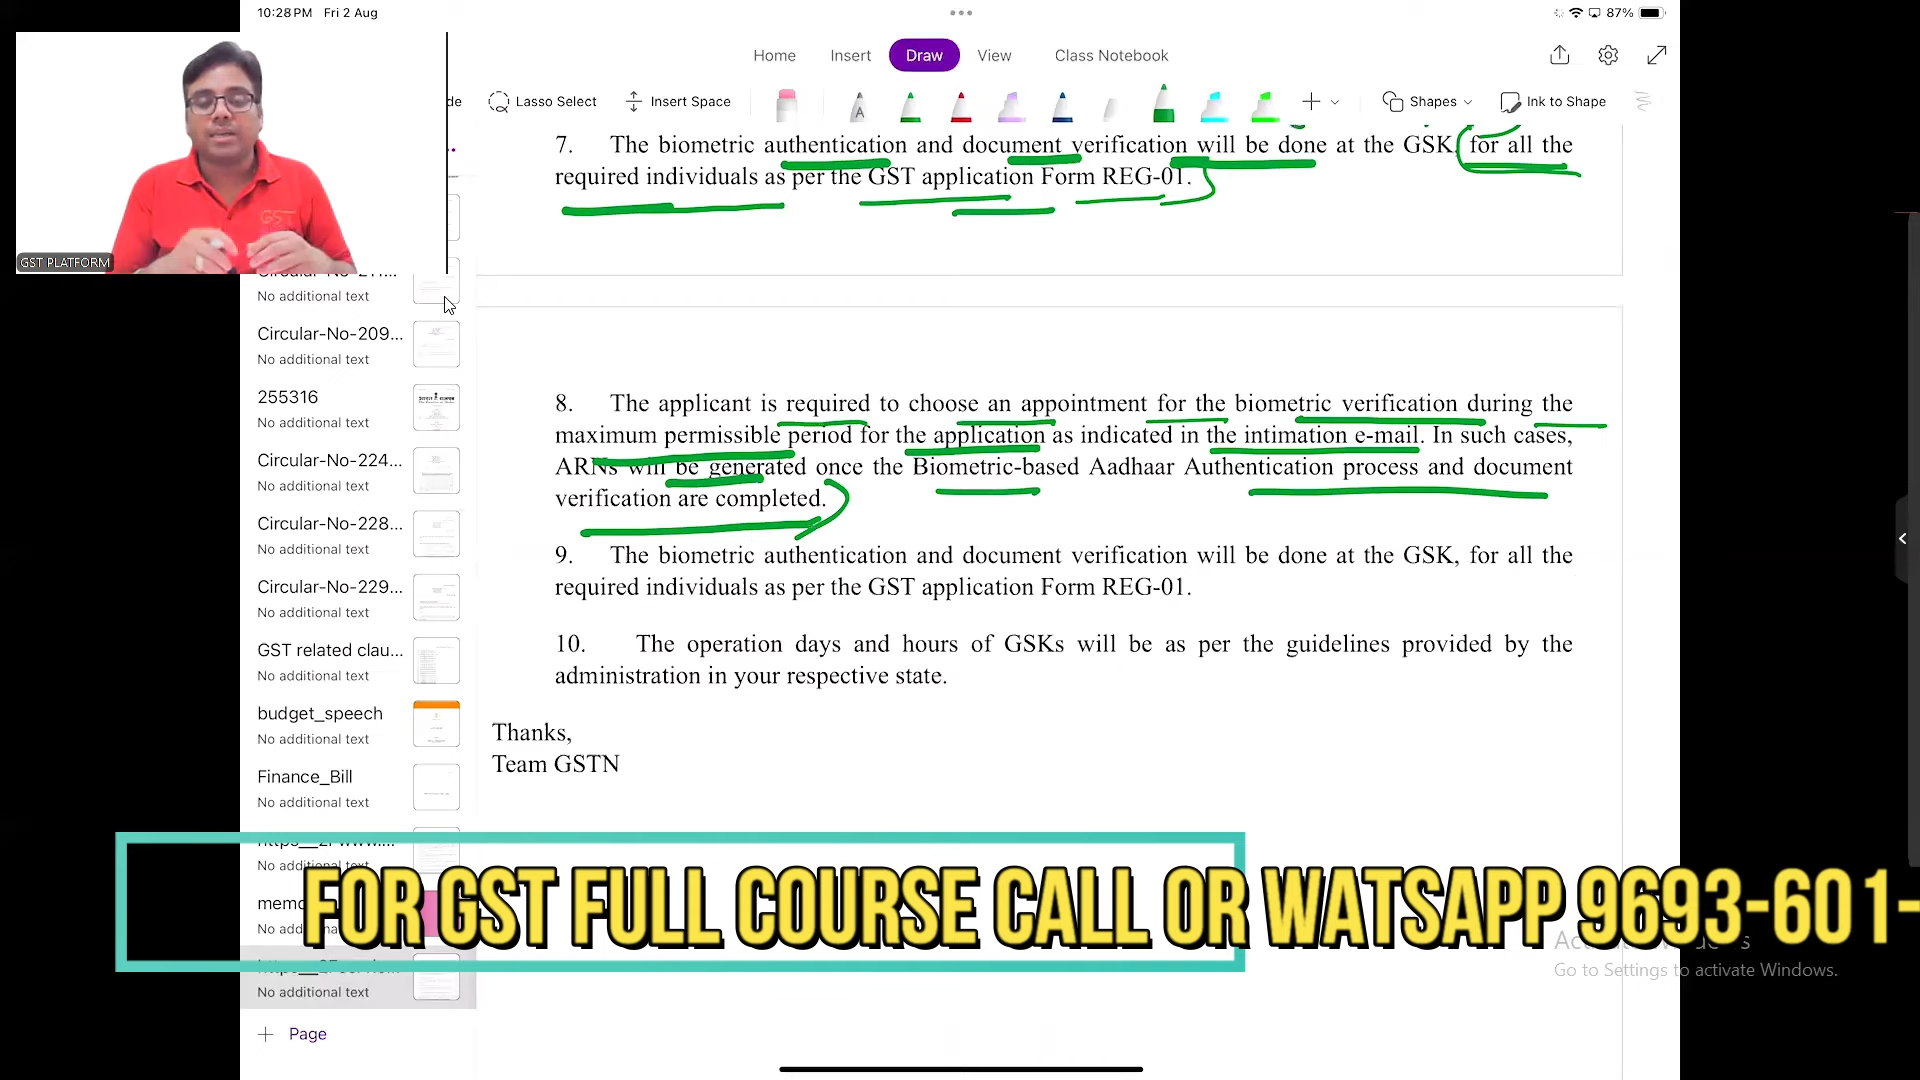 10:28 PM Fri 2 Aug
87%
Home Insert Draw View Class Notebook
de Lasso Select Insert Space A Shapes Ink to Shape
GST
GST PLATFORM
No additional text
Circular-No-209...
No additional text
255316
No additional text
Circular-No-224...
No additional text
Circular-No-228...
No additional text
Circular-No-229...
No additional text
GST related clau...
No additional text
budget_speech
No additional text
Finance_Bill
No additional text
No additional text
memo
No ad
No additional text
Page
7. The biometric authentication and document verification will be done at the GSK, for all the
required individuals as per the GST application Form REG-01.
8. The applicant is required to choose an appointment for the biometric verification during the
maximum permissible period for the application as indicated in the intimation e-mail. In such cases,
ARNs will be generated once the Biometric-based Aadhaar Authentication process and document
verification are completed.
9. The biometric authentication and document verification will be done at the GSK, for all the
required individuals as per the GST application Form REG-01.
10. The operation days and hours of GSKs will be as per the guidelines provided by the
administration in your respective state.
Thanks,
Team GSTN
FOR GST FULL COURSE CALL OR WATSAPP 9693-601-
Go to Settings to activate Windows.